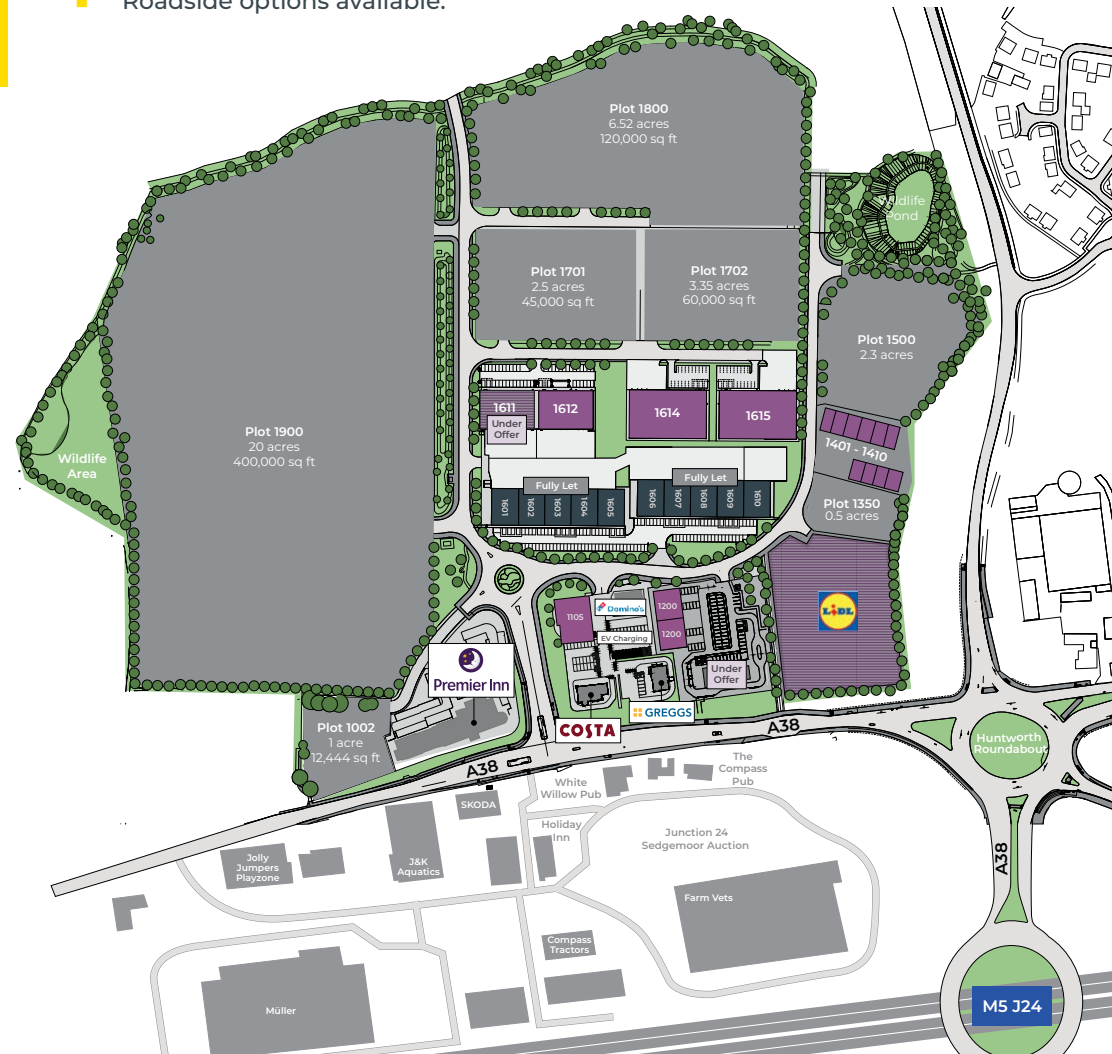 Roadside options available.
Plot 1800
6.52 acres
120,000 sq ft
Wildlife
Pond
Plot 1701
2.5 acres
45,000 sq ft
Plot 1702
3.35 acres
60,000 sq ft
Plot 1500
2.3 acres
1611
Under
Offer
1612
1614
1615
1401 - 1410
Plot 1900
20 acres
400,000 sq ft
Wildlife
Area
Fully Let
Fully Let
1601
1602
1603
1604
1605
1606
1607
1608
1609
1610
Plot 1350
0.5 acres
LIDL
1105
Domino's
EV Charging
1200
1200
Under
Offer
Premier Inn
GREGGS
COSTA
Plot 1002
1 acre
12,444 sq ft
A38
A38
Huntworth
Roundabout
White
Willow Pub
The
Compass
Pub
SKODA
Holiday
Inn
Junction 24
Sedgemoor Auction
Jolly
Jumpers
Playzone
J&K
Aquatics
A38
Farm Vets
Compass
Tractors
Müller
M5 J24